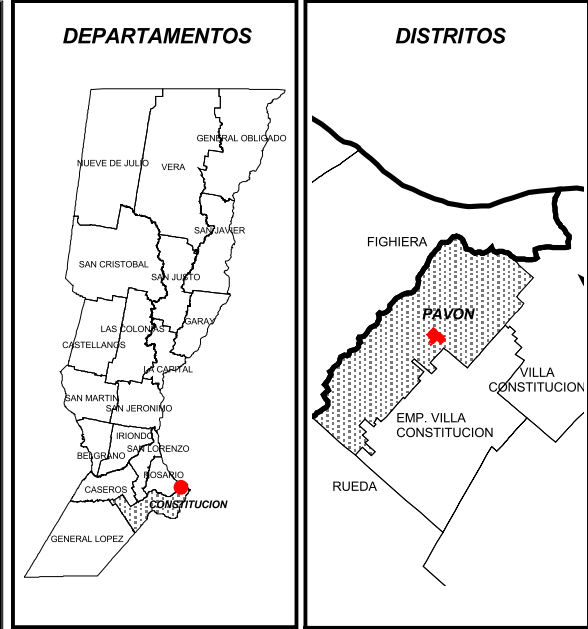 DEPARTAMENTOS
GENERAL OBLIGADO
NUEVE DE JULIO
VERA
SAN JAVIER
SAN CRISTOBAL
SAN JUSTO
GARAY
LAS COLONIAS
CASTELLANOS
LA CAPITAL
SAN MARTIN
SAN JERONIMO
IRIONDO
SAN LORENZO
BELGRANO
ROSARIO
CASEROS
CONSTITUCION
GENERAL LOPEZ
DISTRITOS
FIGHIERA
PAVON
VILLA
CONSTITUCION
EMP. VILLA
CONSTITUCION
RUEDA